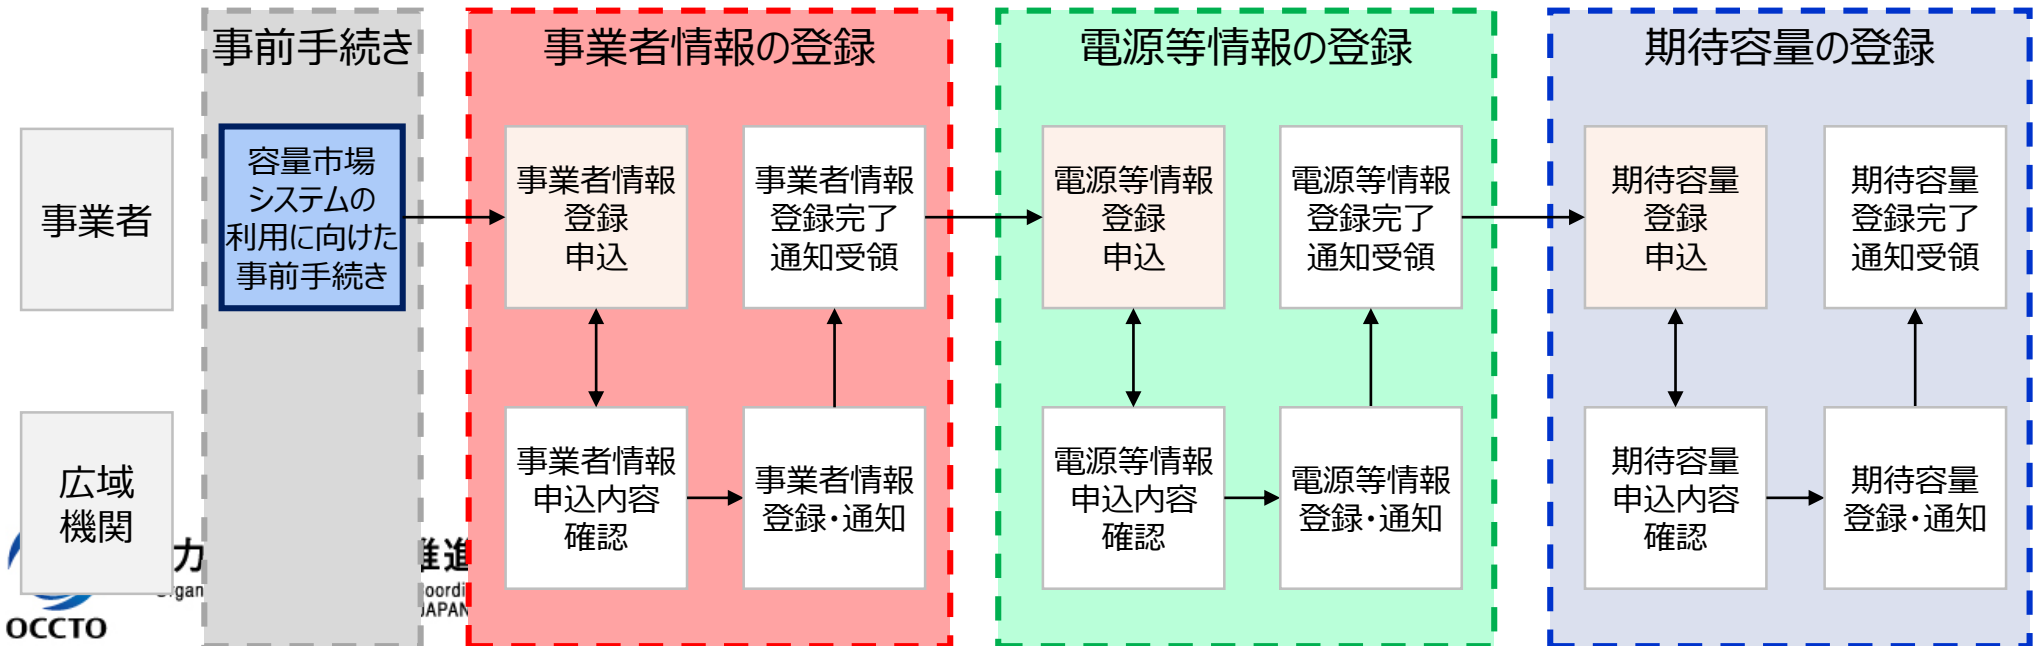 事前手続き
事業者情報の登録
電源等情報の登録
期待容量の登録
事業者
容量市場
システムの
利用に向けた
事前手続き
事業者情報
登録
申込
事業者情報
登録完了
通知受領
電源等情報
登録
申込
電源等情報
登録完了
通知受領
期待容量
登録
申込
期待容量
登録完了
通知受領
広域
機関
事業者情報
申込内容
確認
事業者情報
登録・通知
電源等情報
申込内容
確認
電源等情報
登録・通知
期待容量
申込内容
確認
期待容量
登録・通知
力 推進
JAPAN
OCCTO